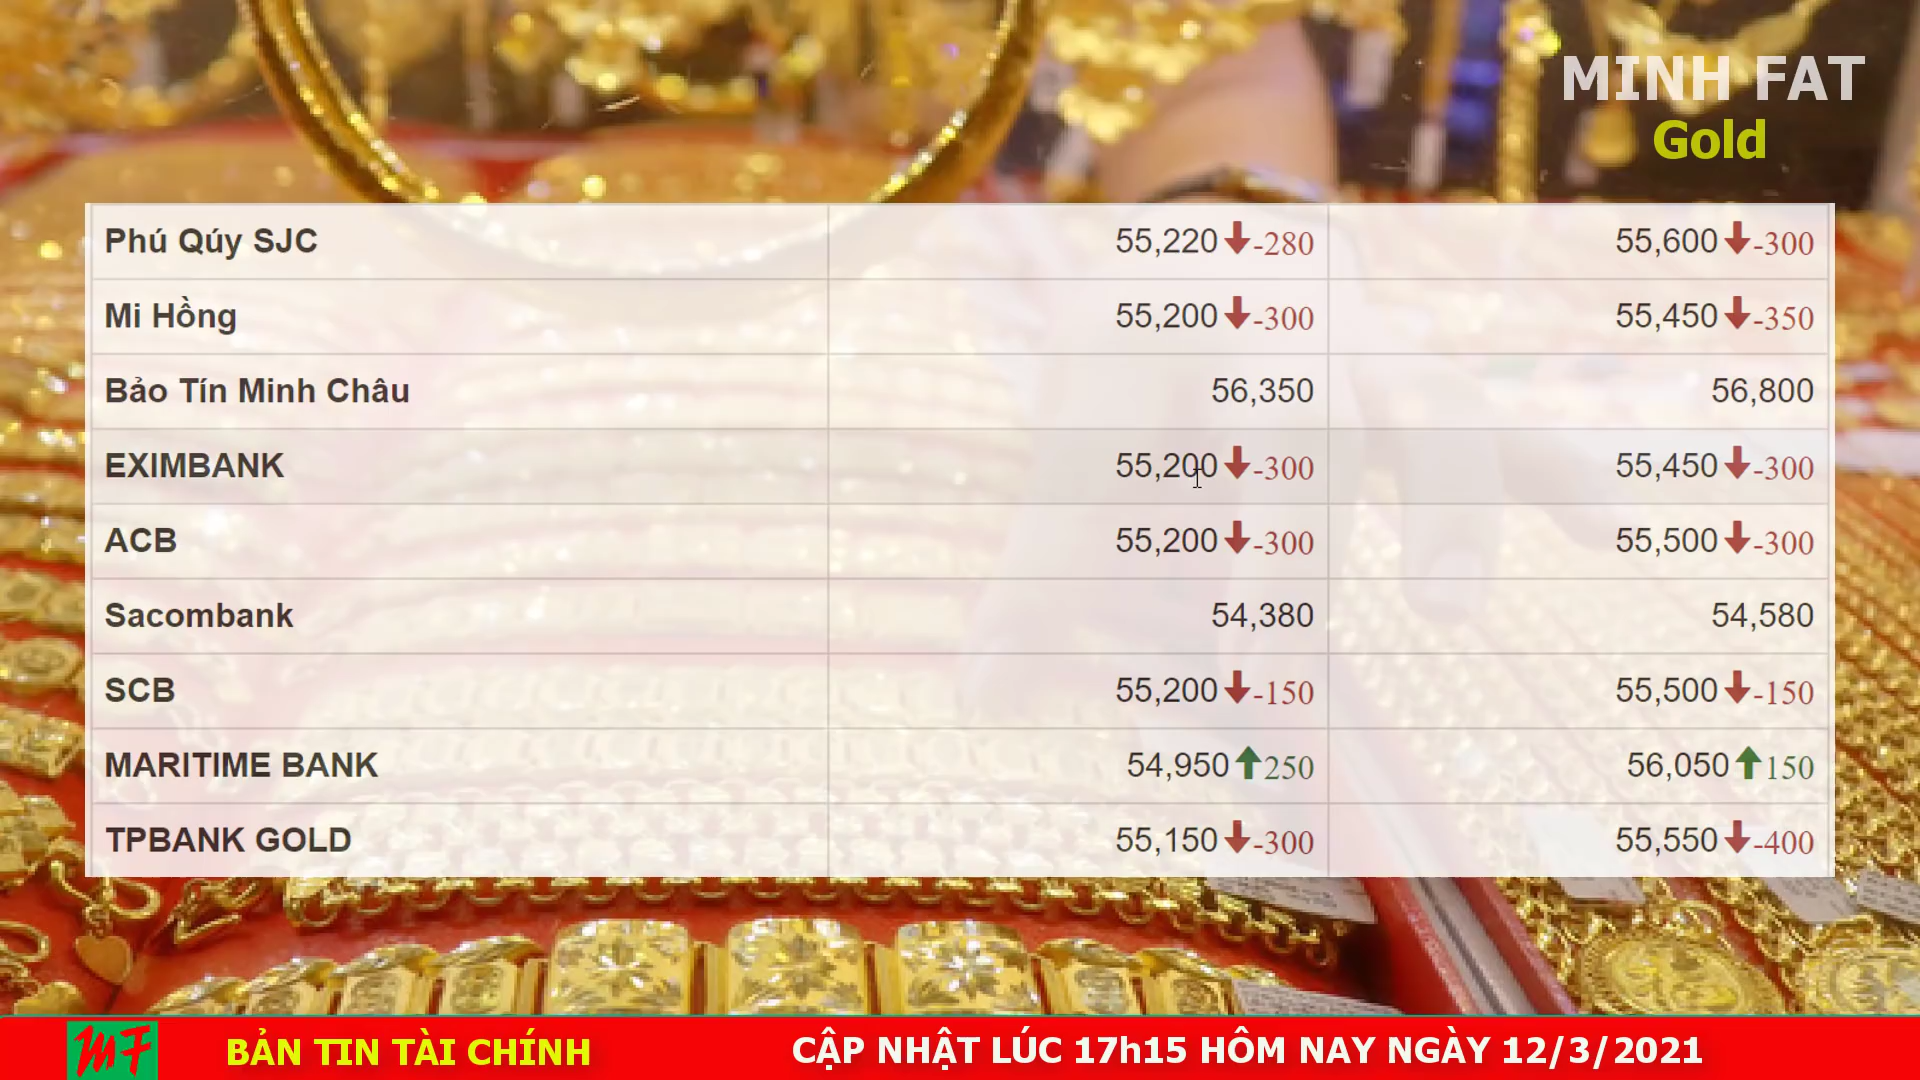 MINH FAT
Gold
Phú Qúy SJC 55,220 -280 55,600 -300
Mi Hồng 55,200 -300 55,450 -350
Bảo Tín Minh Châu 56,350 56,800
EXIMBANK 55,200 -300 55,450 -300
ACB 55,200 -300 55,500 -300
Sacombank 54,380 54,580
SCB 55,200 -150 55,500 -150
MARITIME BANK 54,950 250 56,050 150
TPBANK GOLD 55,150 -300 55,550 -400
MF BẢN TIN TÀI CHÍNH CẬP NHẬT LÚC 17h15 HÔM NAY NGÀY 12/3/2021